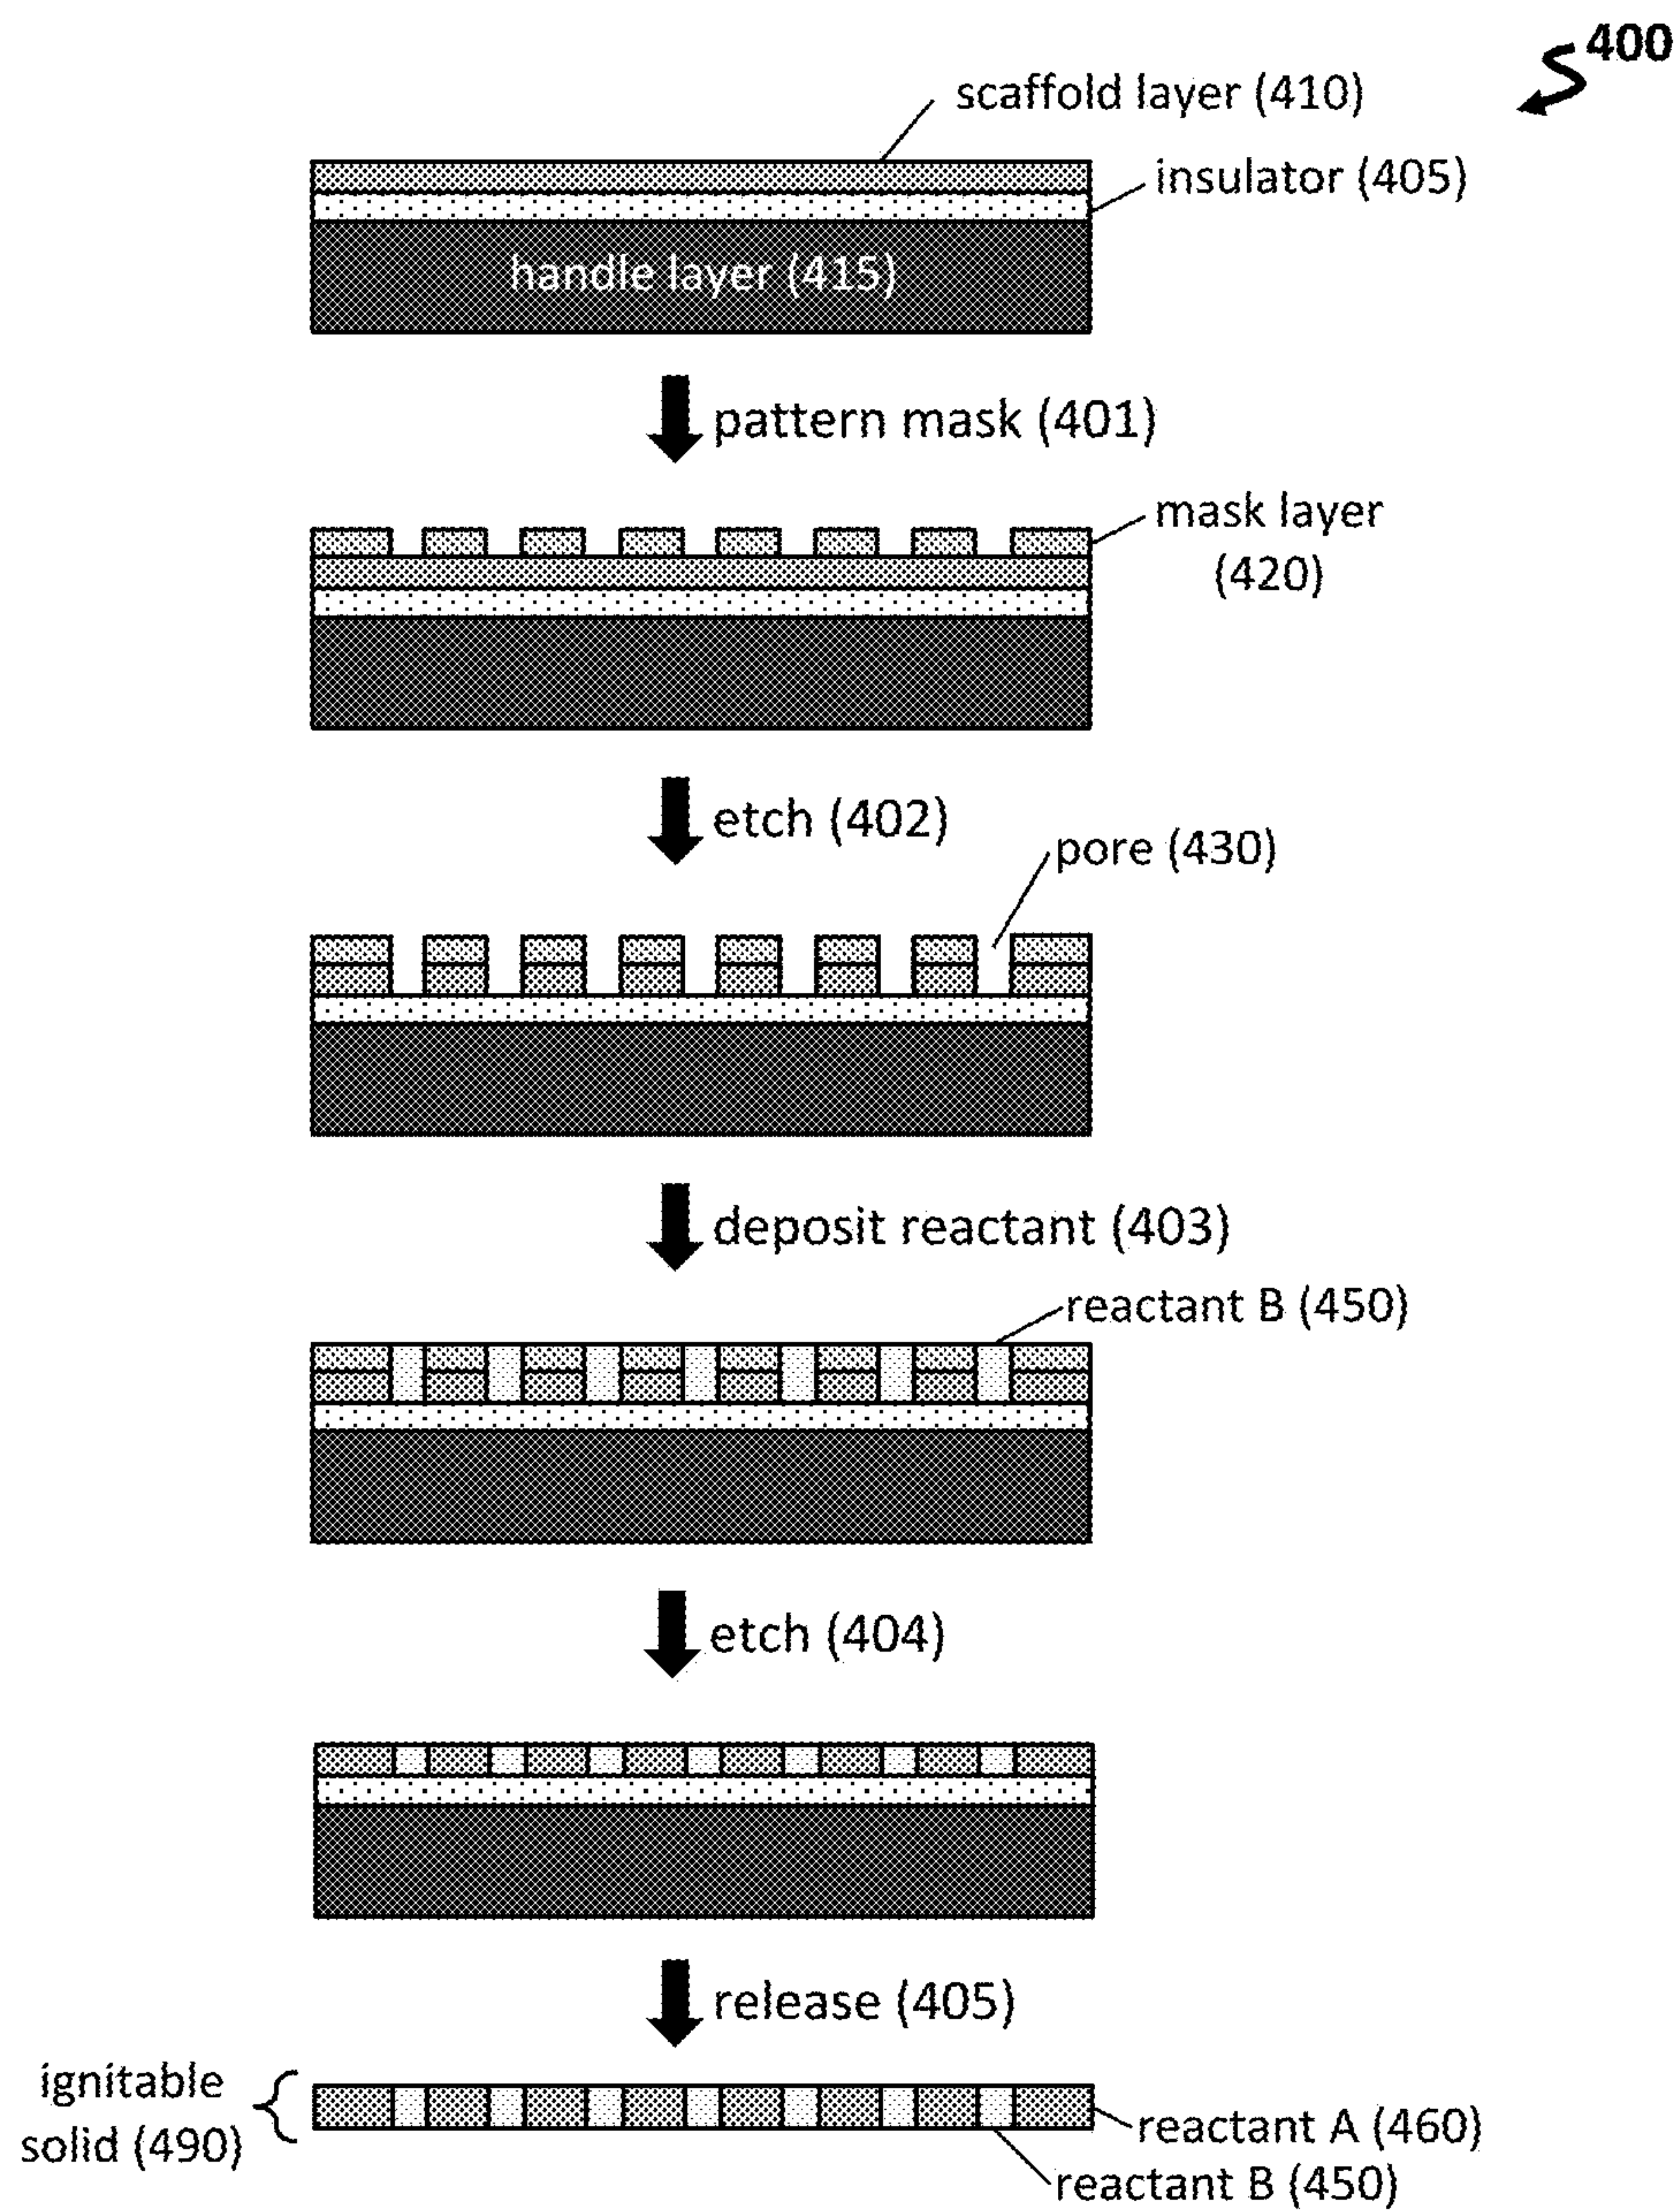 400
scaffold layer (410)
insulator (405)
handle layer (415)
pattern mask (401)
mask layer
(420)
etch (402)
pore (430)
deposit reactant (403)
reactant B (450)
etch (404)
release (405)
ignitable
solid (490)
reactant A (460)
reactant B (450)